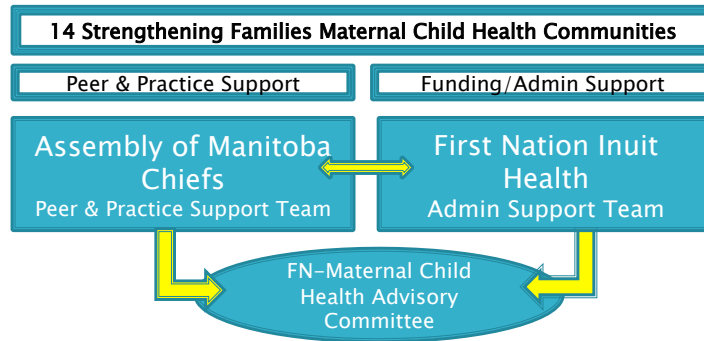 14 Strengthening Families Maternal Child Health Communities
Peer & Practice Support
Funding/Admin Support
Assembly of Manitoba
Chiefs
Peer & Practice Support Team
First Nation Inuit
Health
Admin Support Team
FN-Maternal Child
Health Advisory
Committee